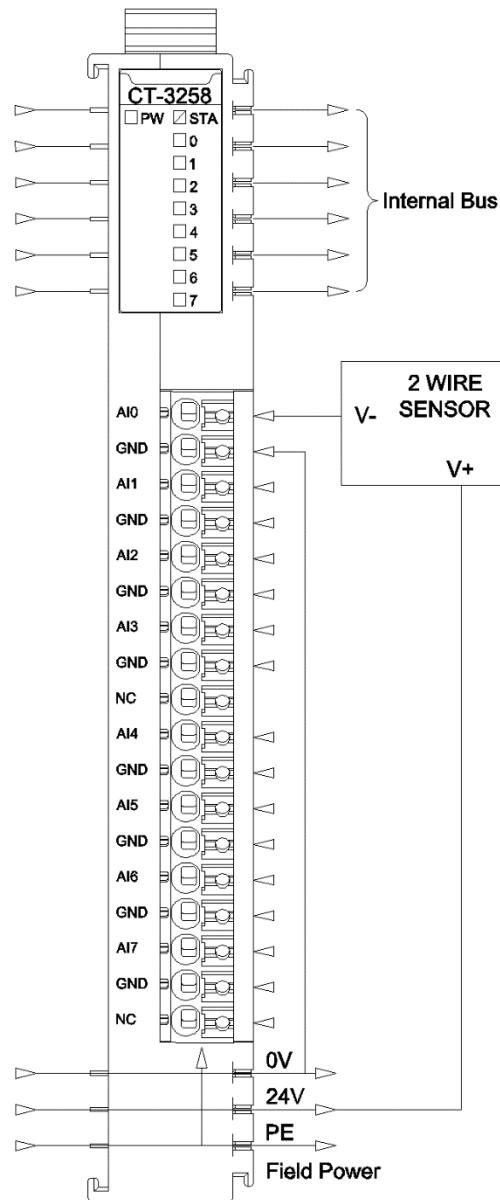 CT-3258
PW STA
0
1
2
3
4
5
6
7
Internal Bus
2 WIRE
SENSOR
V-
V+
AI0
GND
AI1
GND
AI2
GND
AI3
GND
NC
AI4
GND
AI5
GND
AI6
GND
AI7
GND
NC
0V
24V
PE
Field Power